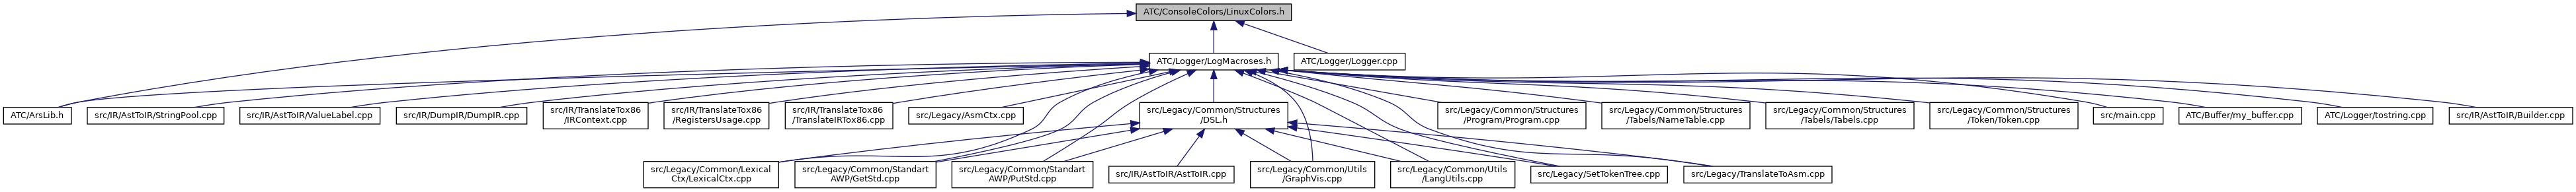 ATC/ConsoleColors/LinuxColors.h
ATC/Logger/LogMacroses.h
ATC/Logger/Logger.cpp
ATC/ArsLib.h
src/IR/AstToIR/StringPool.cpp
src/IR/AstToIR/ValueLabel.cpp
src/IR/DumpIR/DumpIR.cpp
src/IR/TranslateTox86
/IRContext.cpp
src/IR/TranslateTox86
/RegistersUsage.cpp
src/IR/TranslateTox86
/TranslateIRTox86.cpp
src/Legacy/AsmCtx.cpp
src/Legacy/Common/Structures
/DSL.h
src/Legacy/Common/Structures
/Program/Program.cpp
src/Legacy/Common/Structures
/Tabels/NameTable.cpp
src/Legacy/Common/Structures
/Tabels/Tabels.cpp
src/Legacy/Common/Structures
/Token/Token.cpp
src/main.cpp
ATC/Buffer/my_buffer.cpp
ATC/Logger/tostring.cpp
src/IR/AstToIR/Builder.cpp
src/Legacy/Common/Lexical
Ctx/LexicalCtx.cpp
src/Legacy/Common/Standart
AWP/GetStd.cpp
src/Legacy/Common/Standart
AWP/PutStd.cpp
src/IR/AstToIR/AstToIR.cpp
src/Legacy/Common/Utils
/GraphVis.cpp
src/Legacy/Common/Utils
/LangUtils.cpp
src/Legacy/SetTokenTree.cpp
src/Legacy/TranslateToAsm.cpp